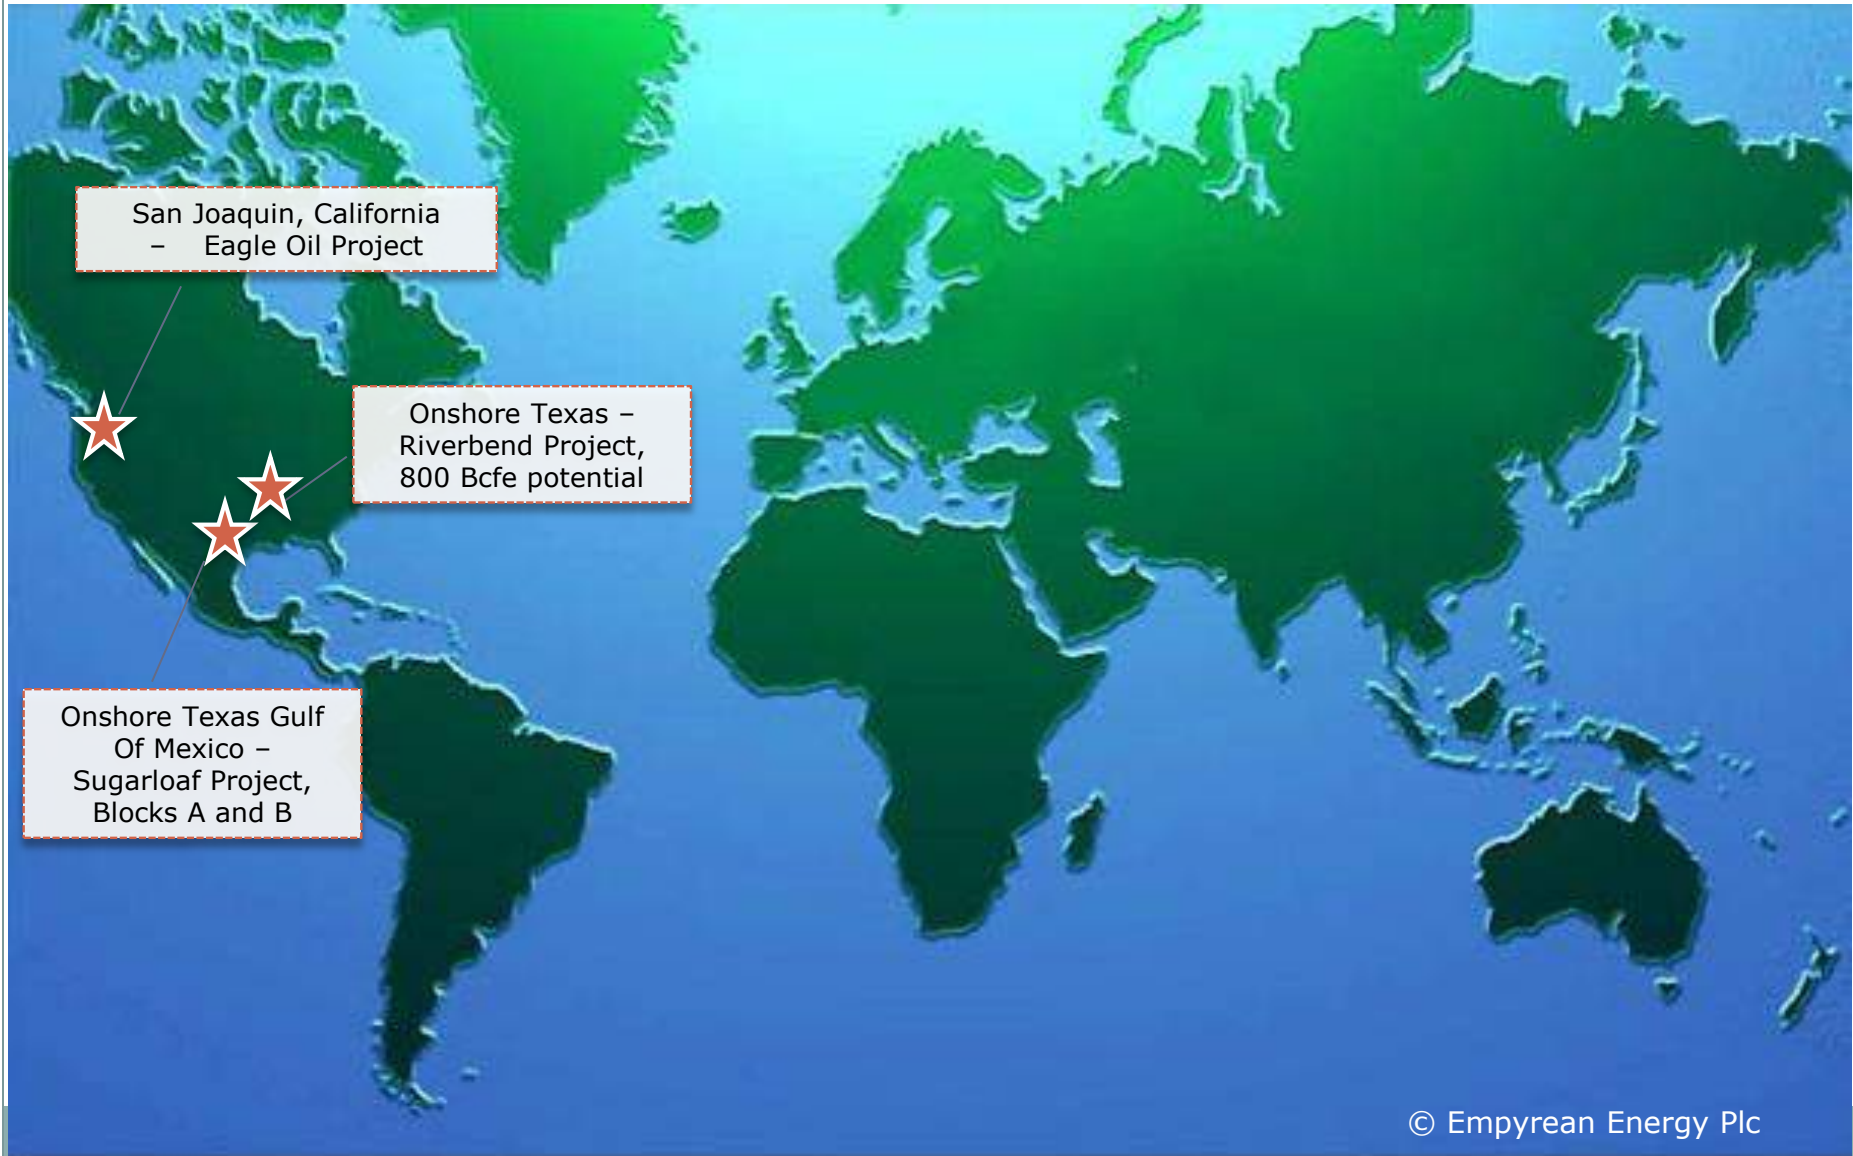 San Joaquin, California
– Eagle Oil Project
Onshore Texas –
Riverbend Project,
800 Bcfe potential
Onshore Texas Gulf
Of Mexico –
Sugarloaf Project,
Blocks A and B
© Empyrean Energy Plc